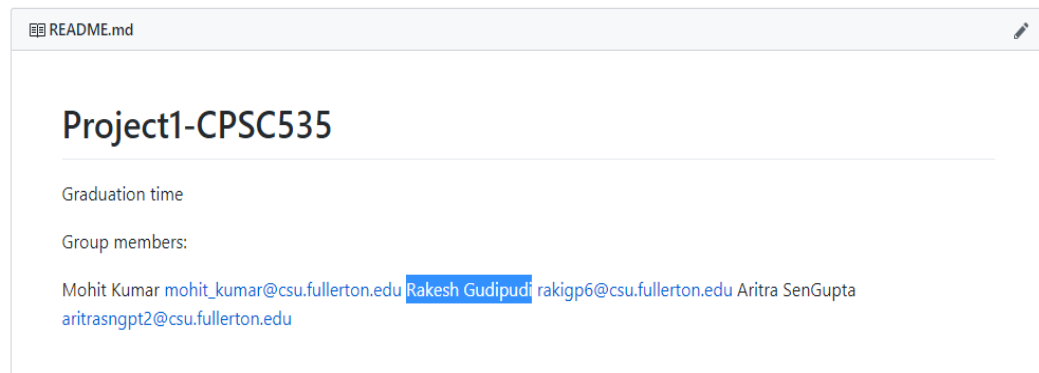 README.md
Project1-CPSC535
Graduation time
Group members:
Mohit Kumar mohit_kumar@csu.fullerton.edu Rakesh Gudipudi rakigp6@csu.fullerton.edu Aritra SenGupta
aritrasngpt2@csu.fullerton.edu